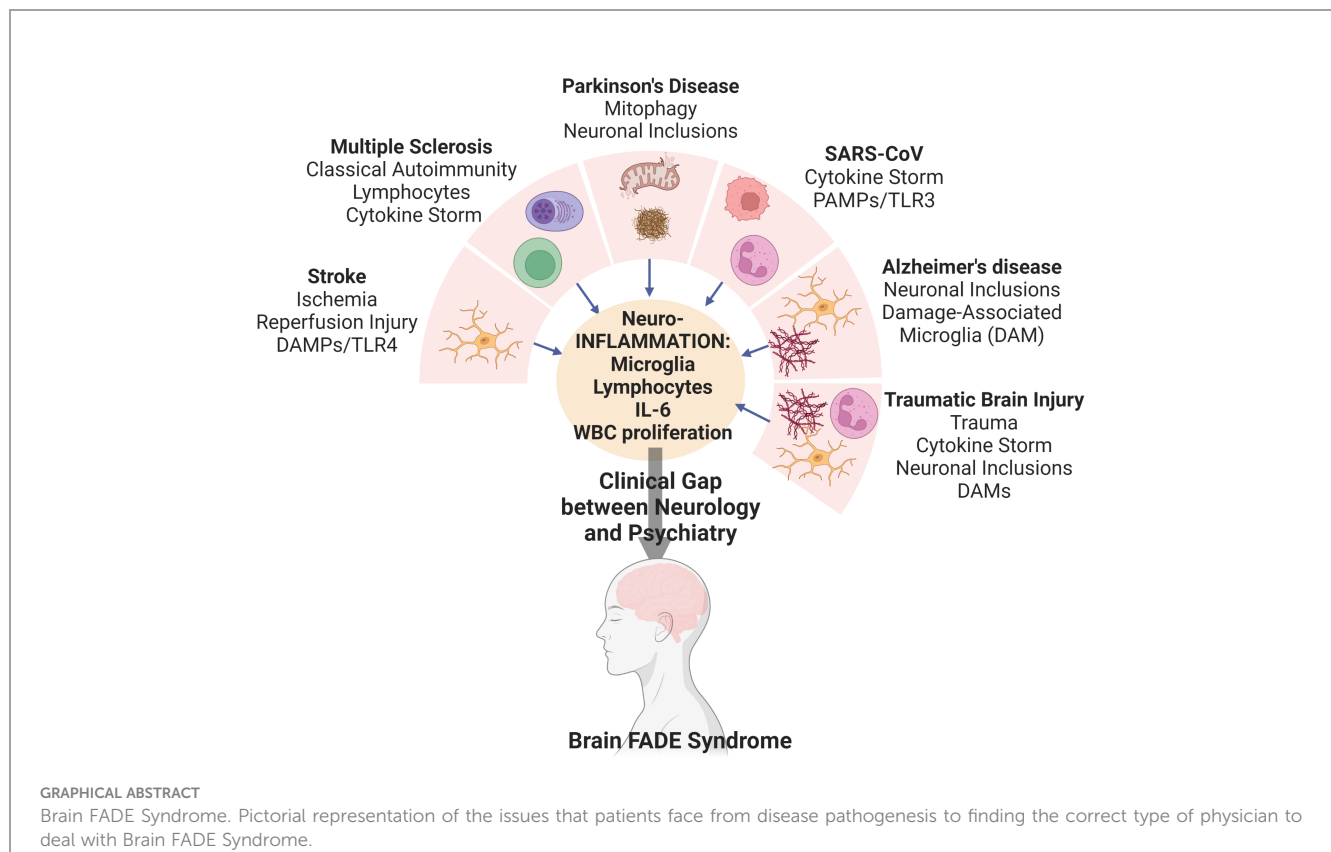 Parkinson's Disease
Mitophagy
Neuronal Inclusions
Multiple Sclerosis
Classical Autoimmunity
Lymphocytes
Cytokine Storm
SARS-CoV
Cytokine Storm
PAMPs/TLR3
Stroke
Ischemia
Reperfusion Injury
DAMPs/TLR4
Alzheimer's disease
Neuronal Inclusions
Damage-Associated
Microglia (DAM)
Neuro-
INFLAMMATION:
Microglia
Lymphocytes
IL-6
WBC proliferation
Traumatic Brain Injury
Trauma
Cytokine Storm
Neuronal Inclusions
DAMs
Clinical Gap
between Neurology
and Psychiatry
Brain FADE Syndrome
GRAPHICAL ABSTRACT
Brain FADE Syndrome. Pictorial representation of the issues that patients face from disease pathogenesis to finding the correct type of physician to
deal with Brain FADE Syndrome.